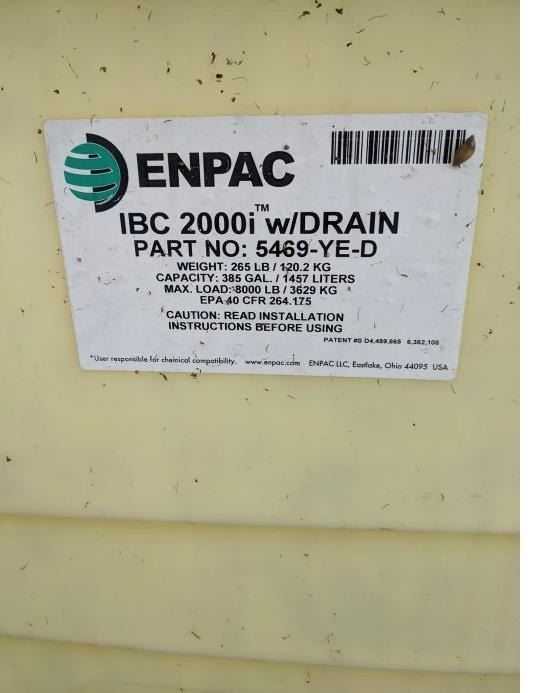 ENPAC
IBC 2000i™ w/DRAIN
PART NO: 5469-YE-D
WEIGHT: 265 LB / 120.2 KG
CAPACITY: 385 GAL. / 1457 LITERS
MAX. LOAD: 8000 LB / 3629 KG
EPA 40 CFR 264.175
CAUTION: READ INSTALLATION
INSTRUCTIONS BEFORE USING
PATENT #S D4,459,865 6,382,108
*User responsible for chemical compatibility. www.enpac.com ENPAC LLC, Eastlake, Ohio 44095 USA